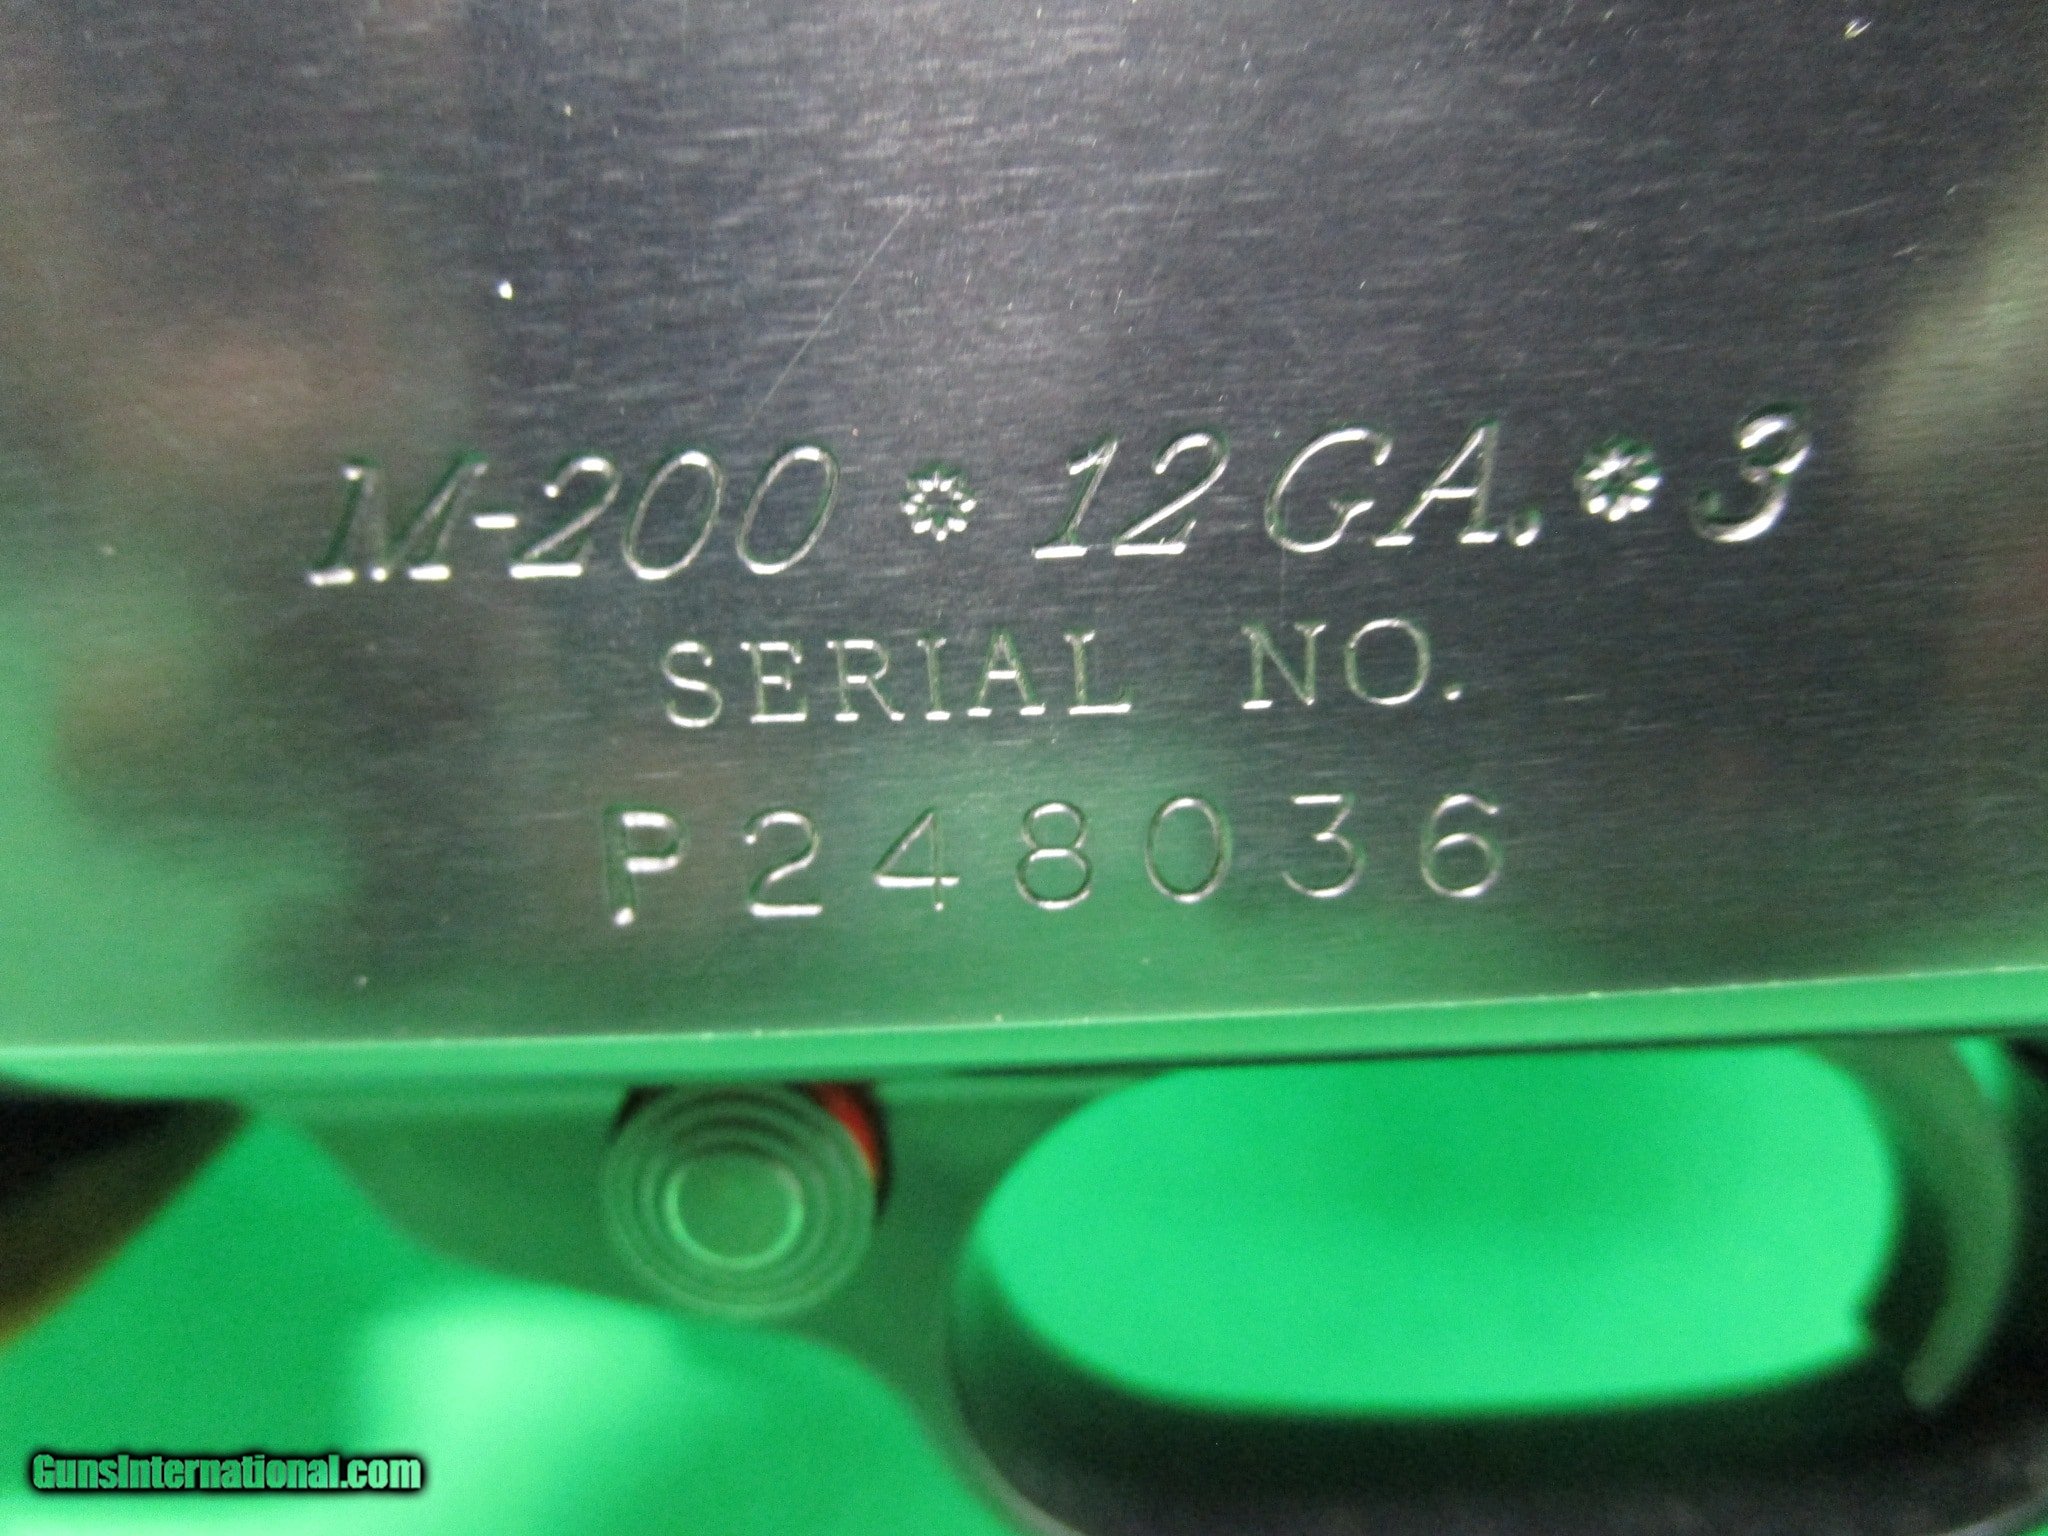 M-200 * 12 GA. * 3
SERIAL NO.
P248036
GunsInternational.com